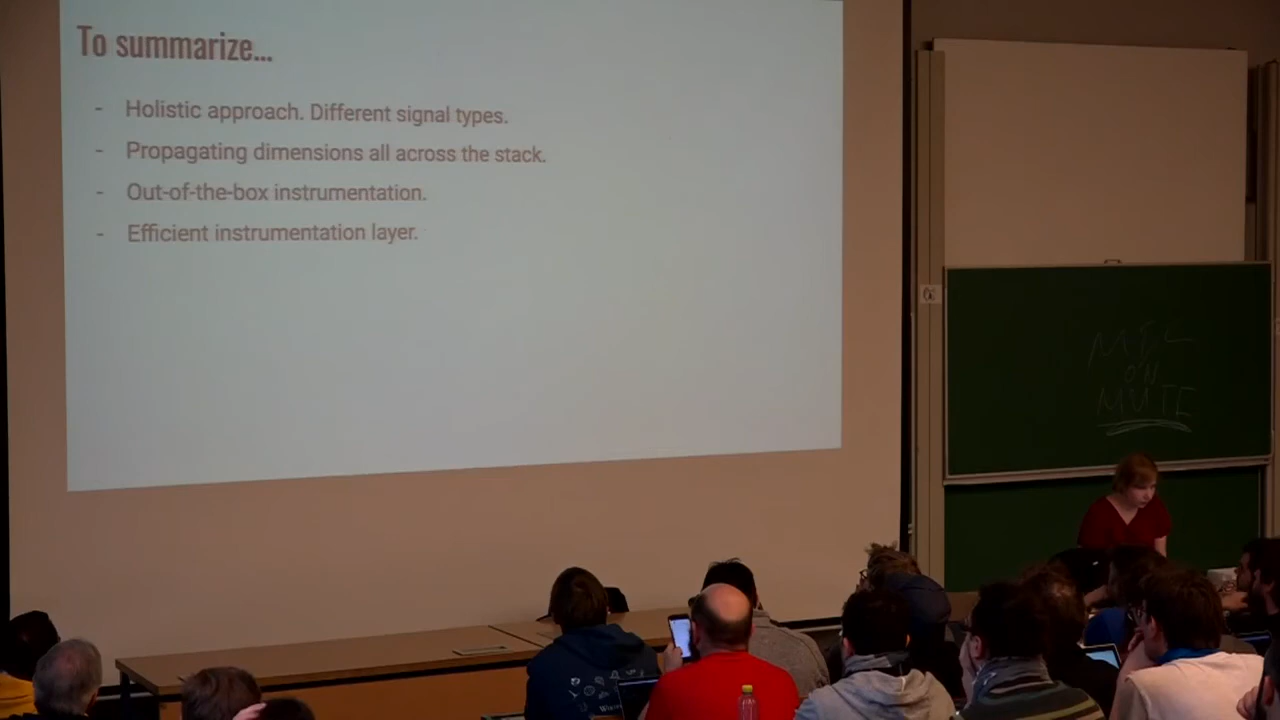 To summarize...
- Holistic approach. Different signal types.
- Propagating dimensions all across the stack.
- Out-of-the-box instrumentation.
- Efficient instrumentation layer.
ON
MUTE